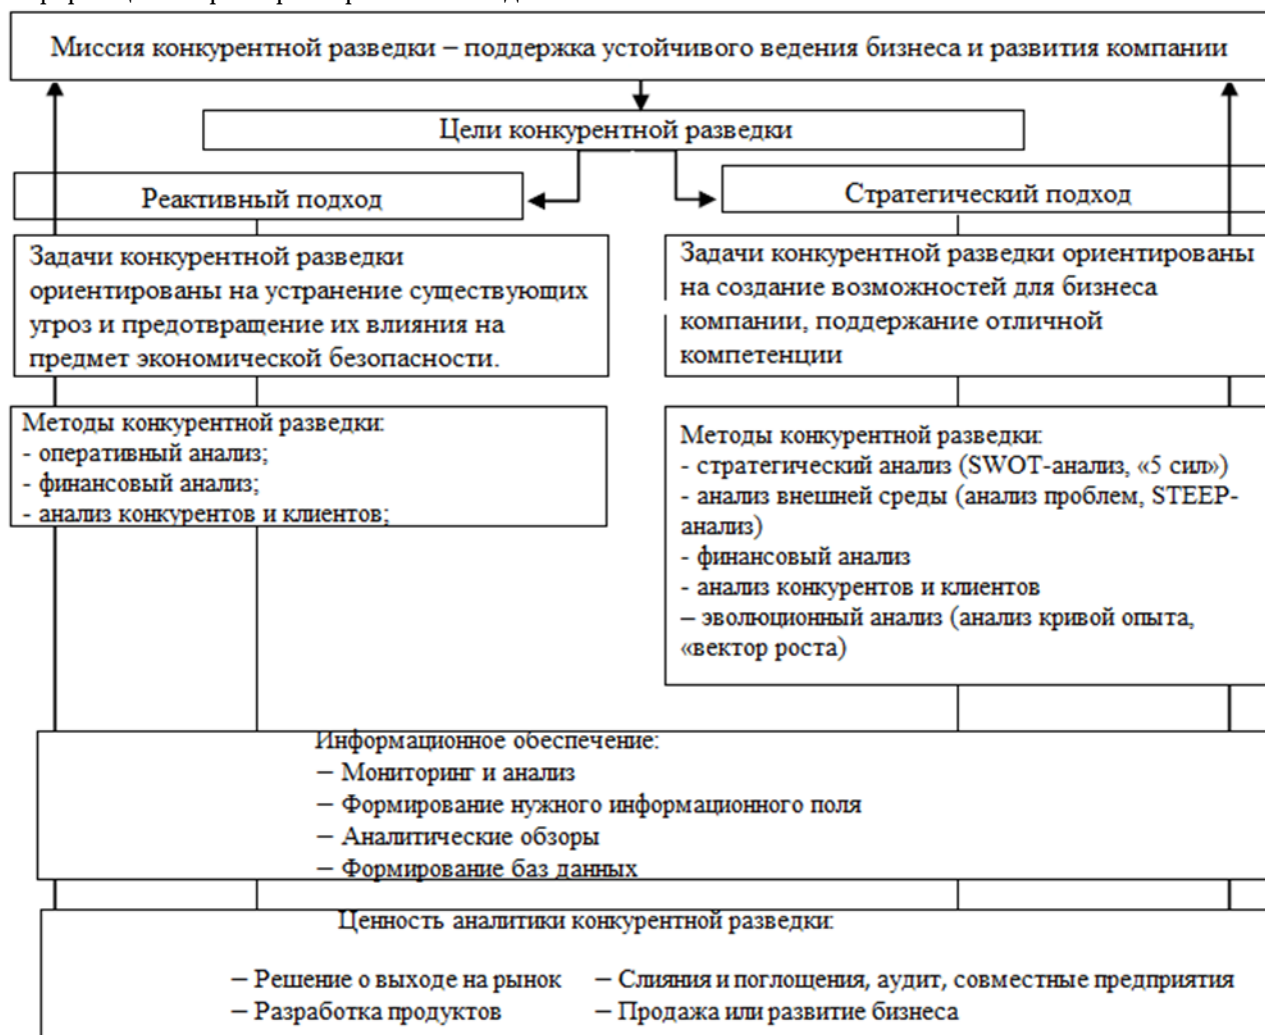 Миссия конкурентной разведки – поддержка устойчивого ведения бизнеса и развития компании
Цели конкурентной разведки
Реактивный подход
Стратегический подход
Задачи конкурентной разведки
ориентированы на устранение существующих
угроз и предотвращение их влияния на
предмет экономической безопасности.
Задачи конкурентной разведки ориентированы
на создание возможностей для бизнеса
компании, поддержание отличной
компетенции
Методы конкурентной разведки:
- оперативный анализ;
- финансовый анализ;
- анализ конкурентов и клиентов;
Методы конкурентной разведки:
- стратегический анализ (SWOT-анализ, «5 сил»)
- анализ внешней среды (анализ проблем, STEEP-
анализ)
- финансовый анализ
- анализ конкурентов и клиентов
– эволюционный анализ (анализ кривой опыта,
«вектор роста)
Информационное обеспечение:
– Мониторинг и анализ
– Формирование нужного информационного поля
– Аналитические обзоры
– Формирование баз данных
Ценность аналитики конкурентной разведки:
– Решение о выходе на рынок
– Слияния и поглощения, аудит, совместные предприятия
– Разработка продуктов
– Продажа или развитие бизнеса